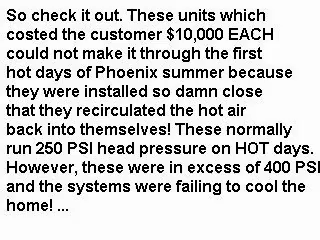 So check it out. These units which
costed the customer $10,000 EACH
could not make it through the first
hot days of Phoenix summer because
they were installed so damn close
that they recirculated the hot air
back into themselves! These normally
run 250 PSI head pressure on HOT days.
However, these were in excess of 400 PSI
and the systems were failing to cool the
home! ...